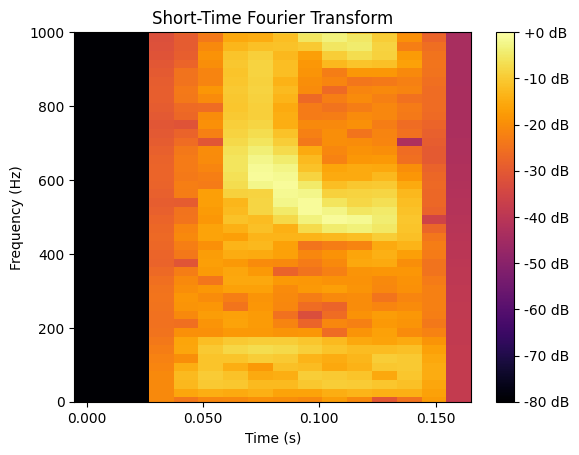 Short-Time Fourier Transform
1000
800
600
400
200
0
Frequency (Hz)
0.000
0.050
0.100
0.150
Time (s)
+0 dB
-10 dB
-20 dB
-30 dB
-40 dB
-50 dB
-60 dB
-70 dB
-80 dB